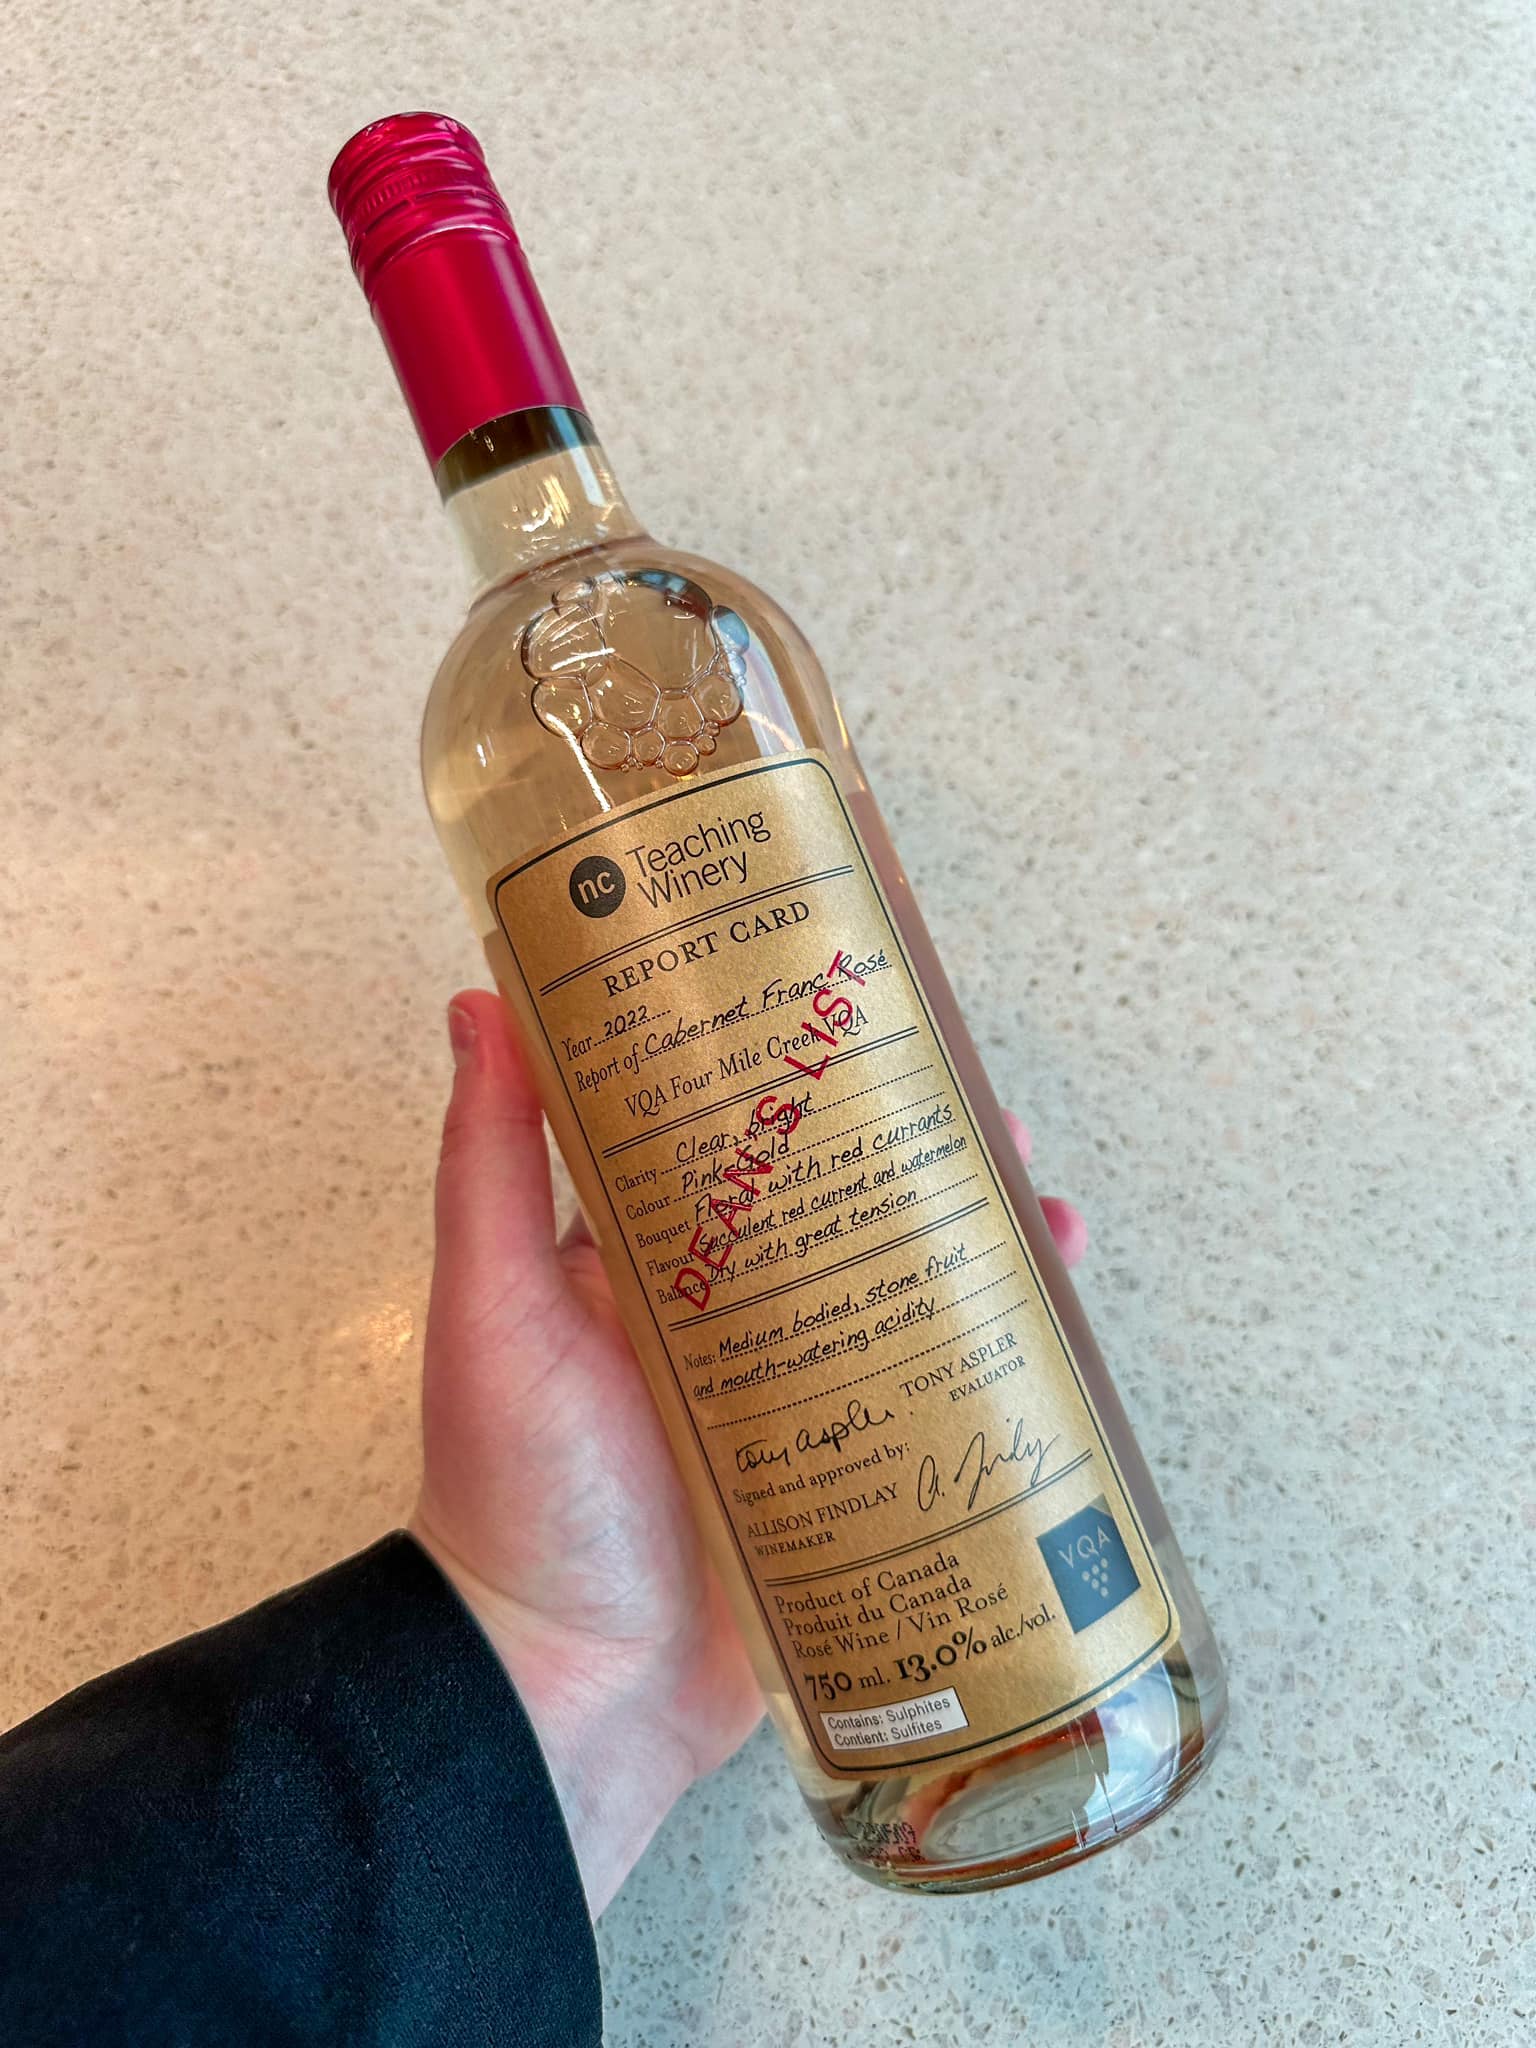 nc Teaching
Winery
REPORT CARD
Year 2022
Report of Cabernet Franc Rosé
VQA Four Mile Creek VQA
DEAN'S LIST
Clarity Clear, bright
Colour Pink-Gold
Bouquet Floral with red currants
Flavour Succulent red current and watermelon
Balance Dry with great tension
Notes: Medium bodied, stone fruit
and mouth-watering acidity
tony aspler
TONY ASPLER
EVALUATOR
Signed and approved by:
ALLISON FINDLAY
WINEMAKER
Product of Canada
Produit du Canada
Rosé Wine / Vin Rosé
750 ml. 13.0% alc./vol.
VQA
Contains: Sulphites
Contient: Sulfites